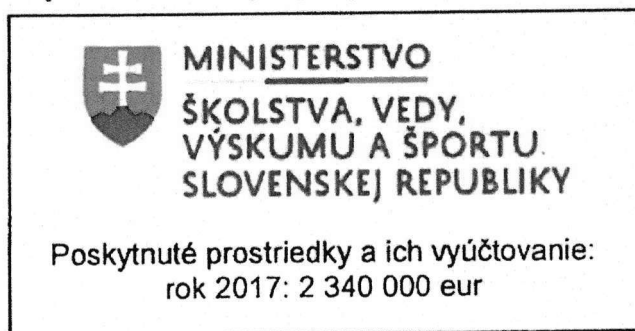 MINISTERSTVO
ŠKOLSTVA, VEDY,
VÝSKUMU A ŠPORTU
SLOVENSKEJ REPUBLIKY
Poskytnuté prostriedky a ich vyúčtovanie:
rok 2017: 2 340 000 eur